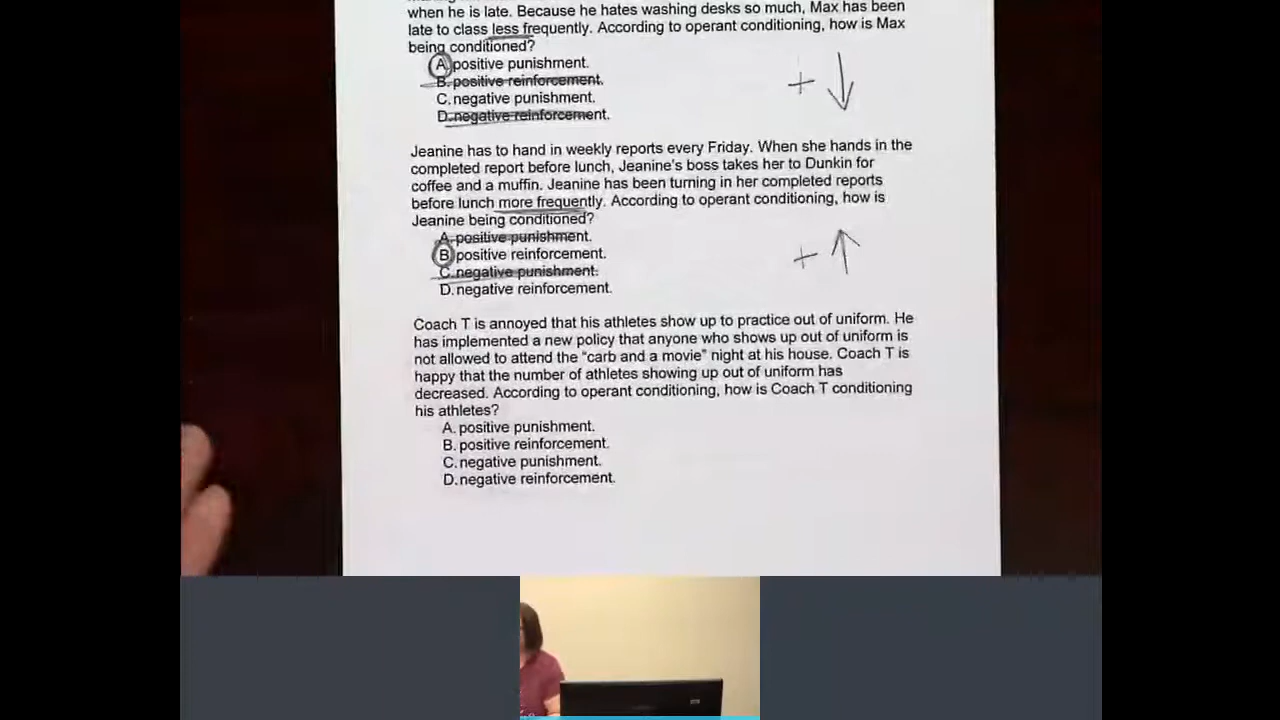 when he is late. Because he hates washing desks so much, Max has been
late to class less frequently. According to operant conditioning, how is Max
being conditioned?
A. positive punishment.
B. positive reinforcement.
C. negative punishment.
D. negative reinforcement.
+ ↓
Jeanine has to hand in weekly reports every Friday. When she hands in the
completed report before lunch, Jeanine's boss takes her to Dunkin for
coffee and a muffin. Jeanine has been turning in her completed reports
before lunch more frequently. According to operant conditioning, how is
Jeanine being conditioned?
A. positive punishment.
B. positive reinforcement.
C. negative punishment.
D. negative reinforcement.
+ ↑
Coach T is annoyed that his athletes show up to practice out of uniform. He
has implemented a new policy that anyone who shows up out of uniform is
not allowed to attend the "carb and a movie" night at his house. Coach T is
happy that the number of athletes showing up out of uniform has
decreased. According to operant conditioning, how is Coach T conditioning
his athletes?
A. positive punishment.
B. positive reinforcement.
C. negative punishment.
D. negative reinforcement.